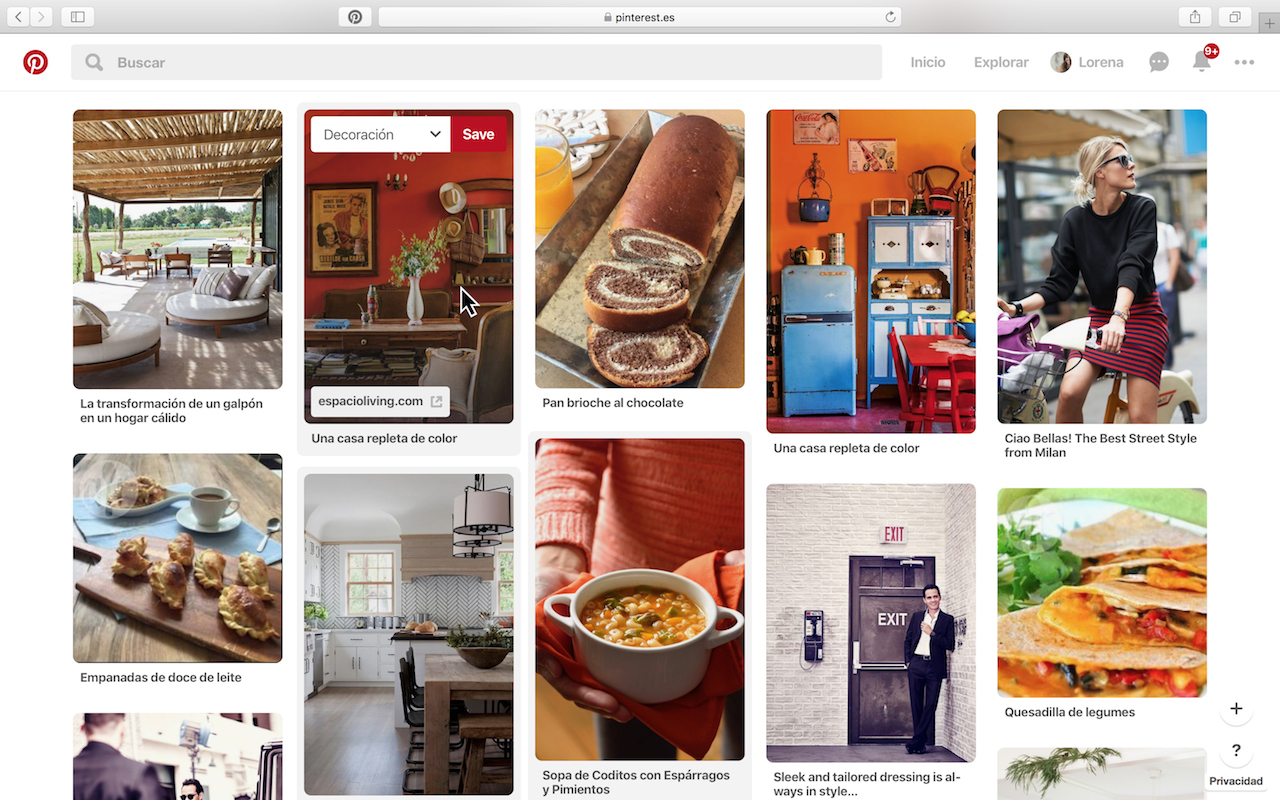 pinterest.es
Buscar
Inicio
Explorar
Lorena
9+
Decoración
Save
espacioliving.com
La transformación de un galpón
en un hogar cálido
Una casa repleta de color
Pan brioche al chocolate
Una casa repleta de color
Ciao Bellas! The Best Street Style
from Milan
EXIT
EXIT
Empanadas de doce de leite
Sopa de Coditos con Espárragos
y Pimientos
Sleek and tailored dressing is al-
ways in style...
Quesadilla de legumes
+
?
Privacidad